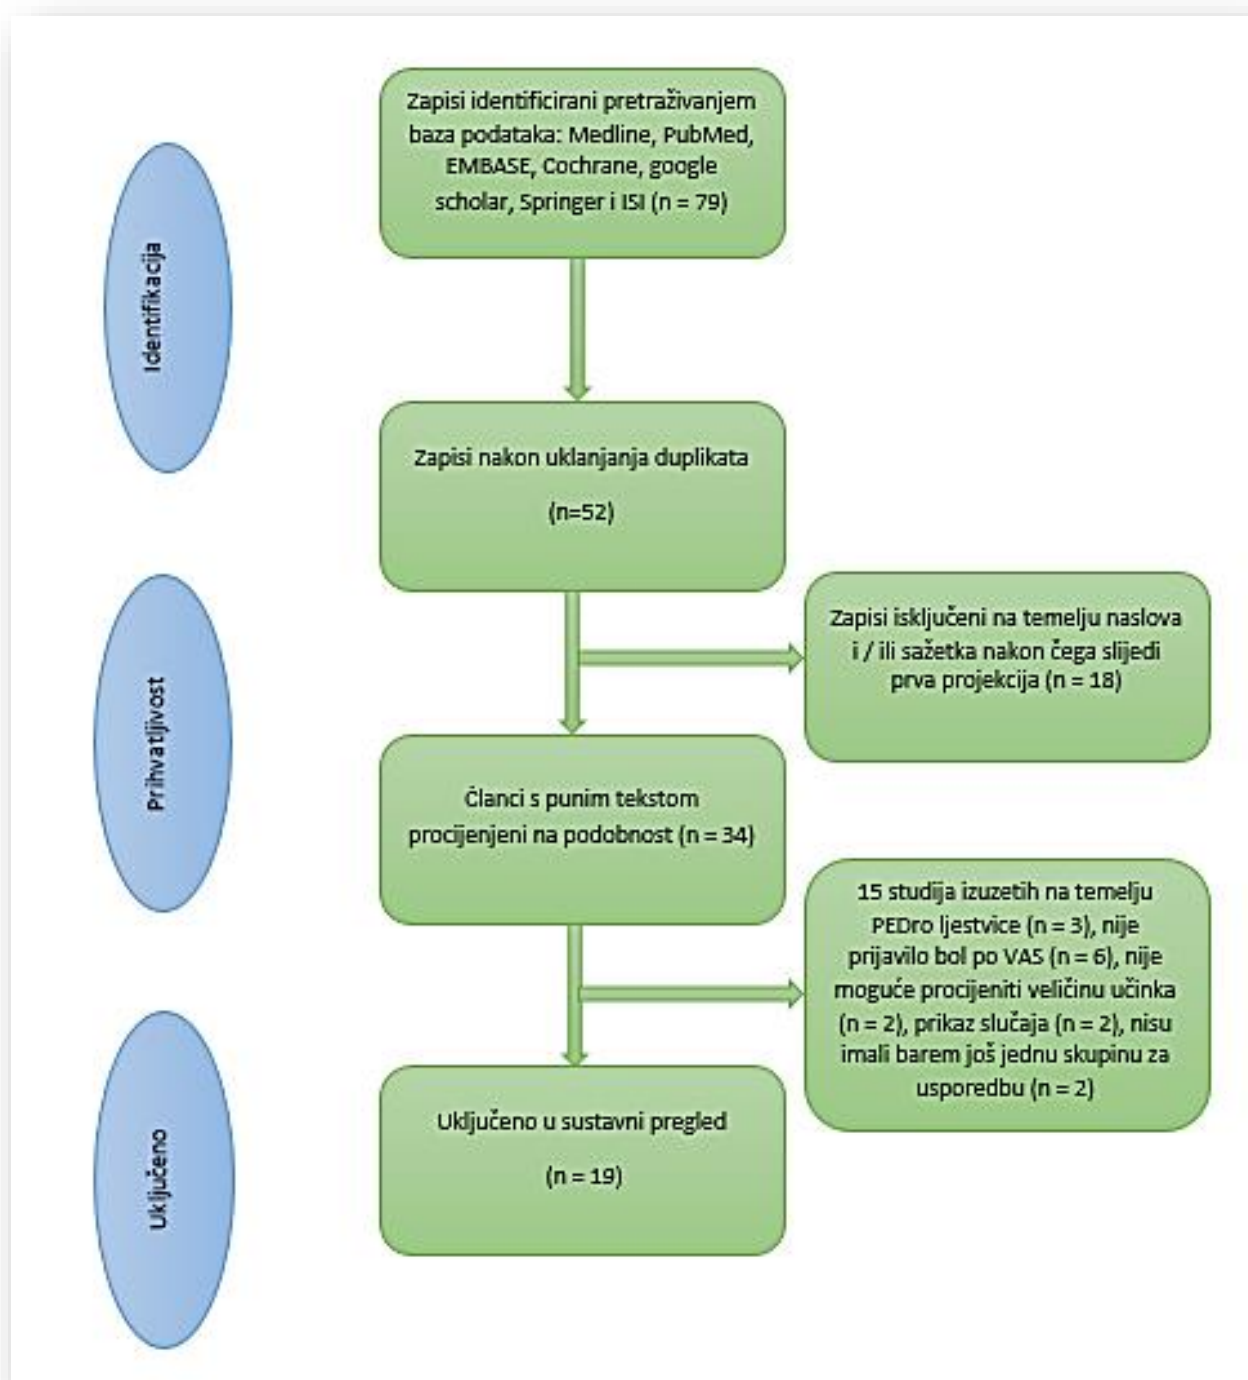 Identifikacija
Zapisi identificirani pretraživanjem
baza podataka: Medline, PubMed,
EMBASE, Cochrane, google
scholar, Springer i ISI (n = 79)
Zapisi nakon uklanjanja duplikata
(n=52)
Prihvatljivost
Zapisi isključeni na temelju naslova
i / ili sažetka nakon čega slijedi
prva projekcija (n = 18)
Članci s punim tekstom
procijenjeni na podobnost (n = 34)
15 studija izuzetih na temelju
PEDro ljestvice (n = 3), nije
prijavilo bol po VAS (n = 6), nije
moguće procijeniti veličinu učinka
(n = 2), prikaz slučaja (n = 2), nisu
imali barem još jednu skupinu za
usporedbu (n = 2)
Uključeno
Uključeno u sustavni pregled
(n = 19)